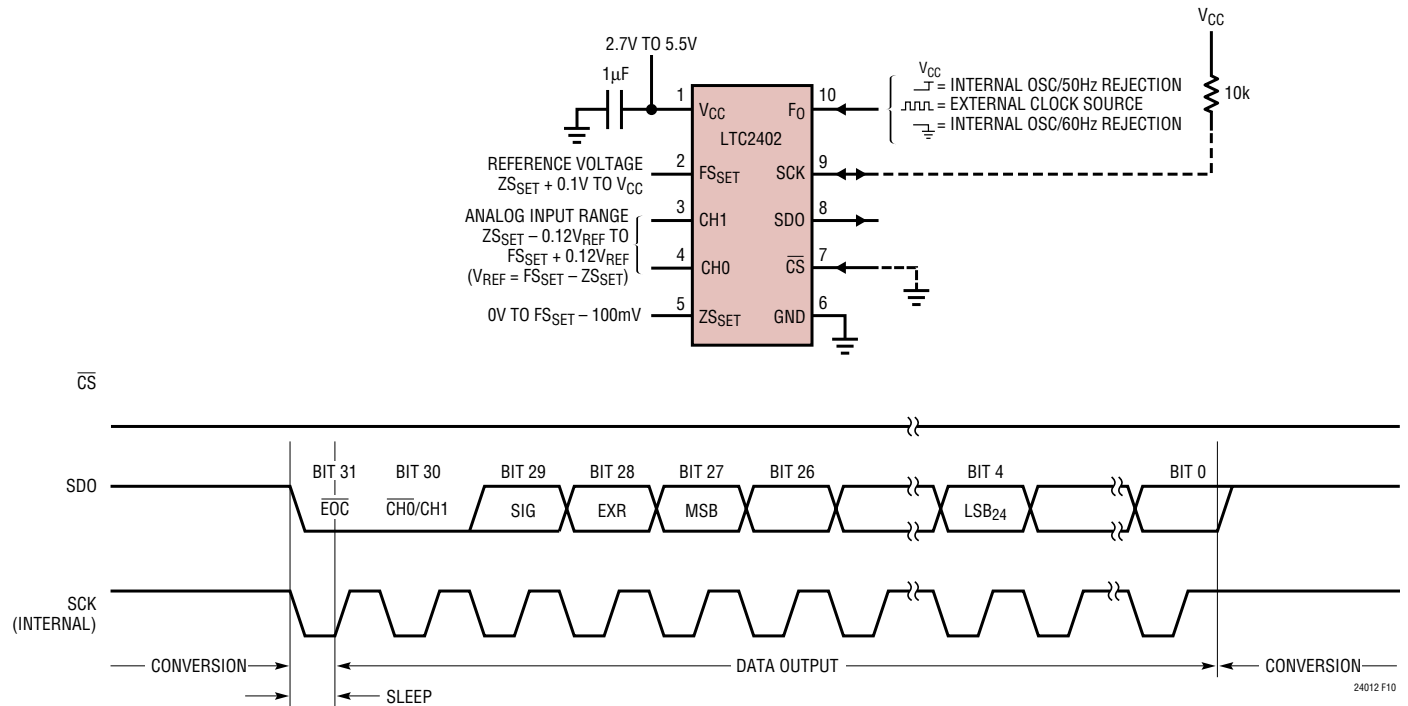 2.7V TO 5.5V
1µF
VCC
10k
1
VCC
LTC2402
FO
10
VCC
= INTERNAL OSC/50Hz REJECTION
= EXTERNAL CLOCK SOURCE
= INTERNAL OSC/60Hz REJECTION
REFERENCE VOLTAGE
ZSSET + 0.1V TO VCC
2
FSSET
SCK
9
ANALOG INPUT RANGE
ZSSET – 0.12VREF TO
FSSET + 0.12VREF
(VREF = FSSET – ZSSET)
3
CH1
SDO
8
4
CH0
CS
7
0V TO FSSET – 100mV
5
ZSSET
GND
6
CS
SDO
BIT 31
BIT 30
BIT 29
BIT 28
BIT 27
BIT 26
BIT 4
BIT 0
EOC
CH0/CH1
SIG
EXR
MSB
LSB24
SCK
(INTERNAL)
CONVERSION
DATA OUTPUT
CONVERSION
SLEEP
24012 F10